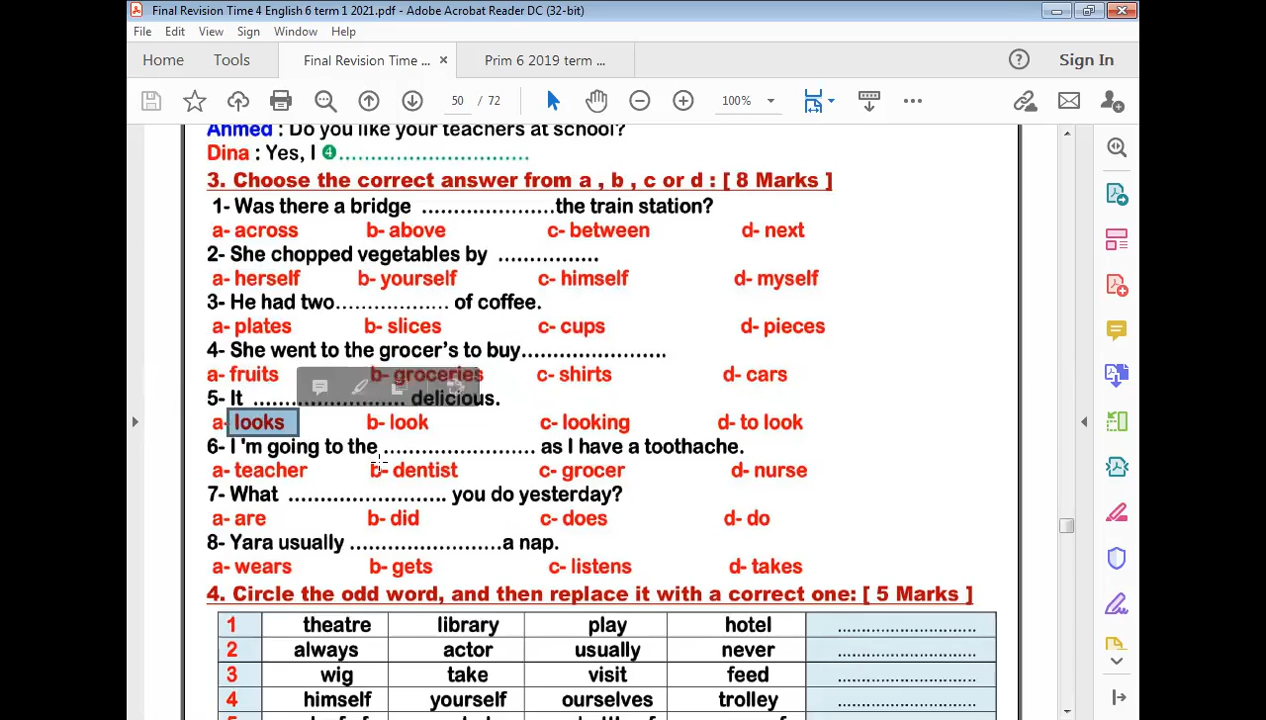 Final Revision Time 4 English 6 term 1 2021.pdf - Adobe Acrobat Reader DC (32-bit)
File Edit View Sign Window Help
Home Tools Final Revision Time ... × Prim 6 2019 term ... ? Sign In
50 / 72 100%
Ahmed : Do you like your teachers at school?
Dina : Yes, I ❹..............................
3. Choose the correct answer from a , b , c or d : [ 8 Marks ]
1- Was there a bridge .....................the train station?
a- across b- above c- between d- next
2- She chopped vegetables by ................
a- herself b- yourself c- himself d- myself
3- He had two.................. of coffee.
a- plates b- slices c- cups d- pieces
4- She went to the grocer's to buy.......................
a- fruits b- groceries c- shirts d- cars
5- It ........................ delicious.
a- looks b- look c- looking d- to look
6- I 'm going to the ........................ as I have a toothache.
a- teacher b- dentist c- grocer d- nurse
7- What ......................... you do yesterday?
a- are b- did c- does d- do
8- Yara usually ........................a nap.
a- wears b- gets c- listens d- takes
4. Circle the odd word, and then replace it with a correct one: [ 5 Marks ]
1 theatre library play hotel ..............................
2 always actor usually never ..............................
3 wig take visit feed ..............................
4 himself yourself ourselves trolley ..............................